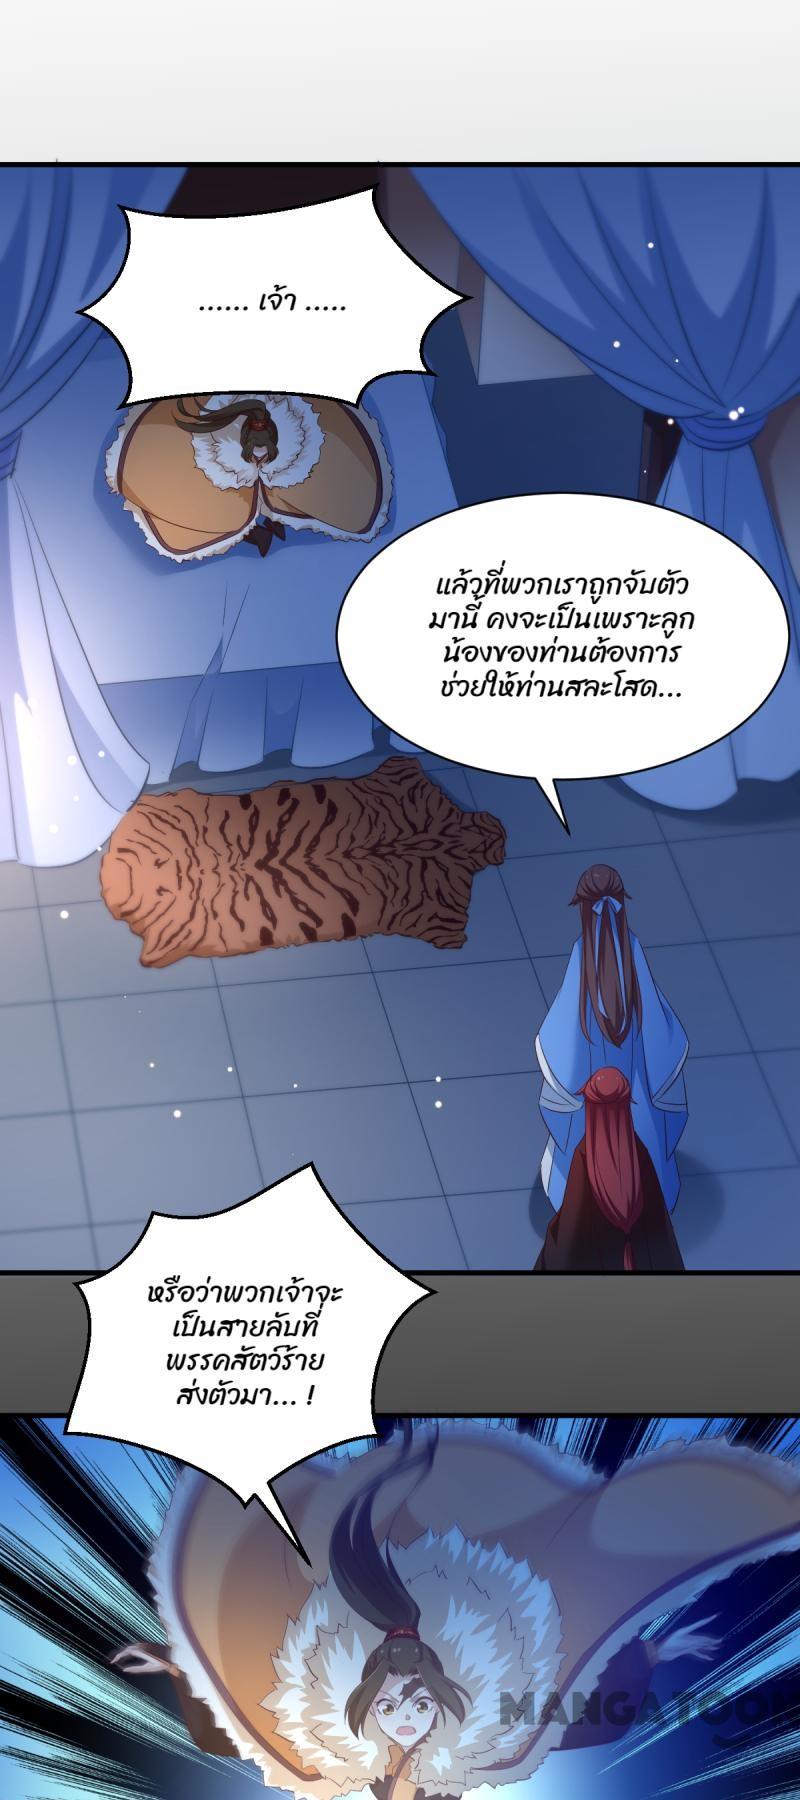 ...... เจ้า .....
แล้วที่พวกเราถูกจับตัว
มานี้ คงจะเป็นเพราะลูก
น้องของท่านต้องการ
ช่วยให้ท่านสละโสด...
หรือว่าพวกเจ้าจะ
เป็นสายลับที่
พรรคสัตว์ร้าย
ส่งตัวมา... !
MANGATOON